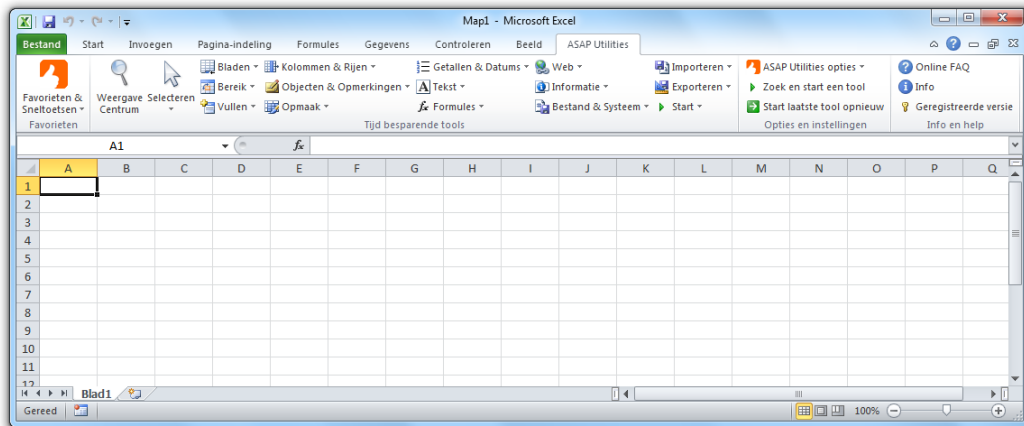 Map1 - Microsoft Excel
Bestand Start Invoegen Pagina-indeling Formules Gegevens Controleren Beeld ASAP Utilities
Favorieten & Sneltoetsen
Favorieten
Weergave Centrum
Selecteren
Bladen
Bereik
Vullen
Kolommen & Rijen
Objecten & Opmerkingen
Opmaak
Getallen & Datums
Tekst
Formules
Web
Informatie
Bestand & Systeem
Importeren
Exporteren
Start
Tijd besparende tools
ASAP Utilities opties
Zoek en start een tool
Start laatste tool opnieuw
Opties en instellingen
Online FAQ
Info
Geregistreerde versie
Info en help
A1 fx
A B C D E F G H I J K L M N O P Q
1
2
3
4
5
6
7
8
9
10
11
12
Blad1
Gereed 100%